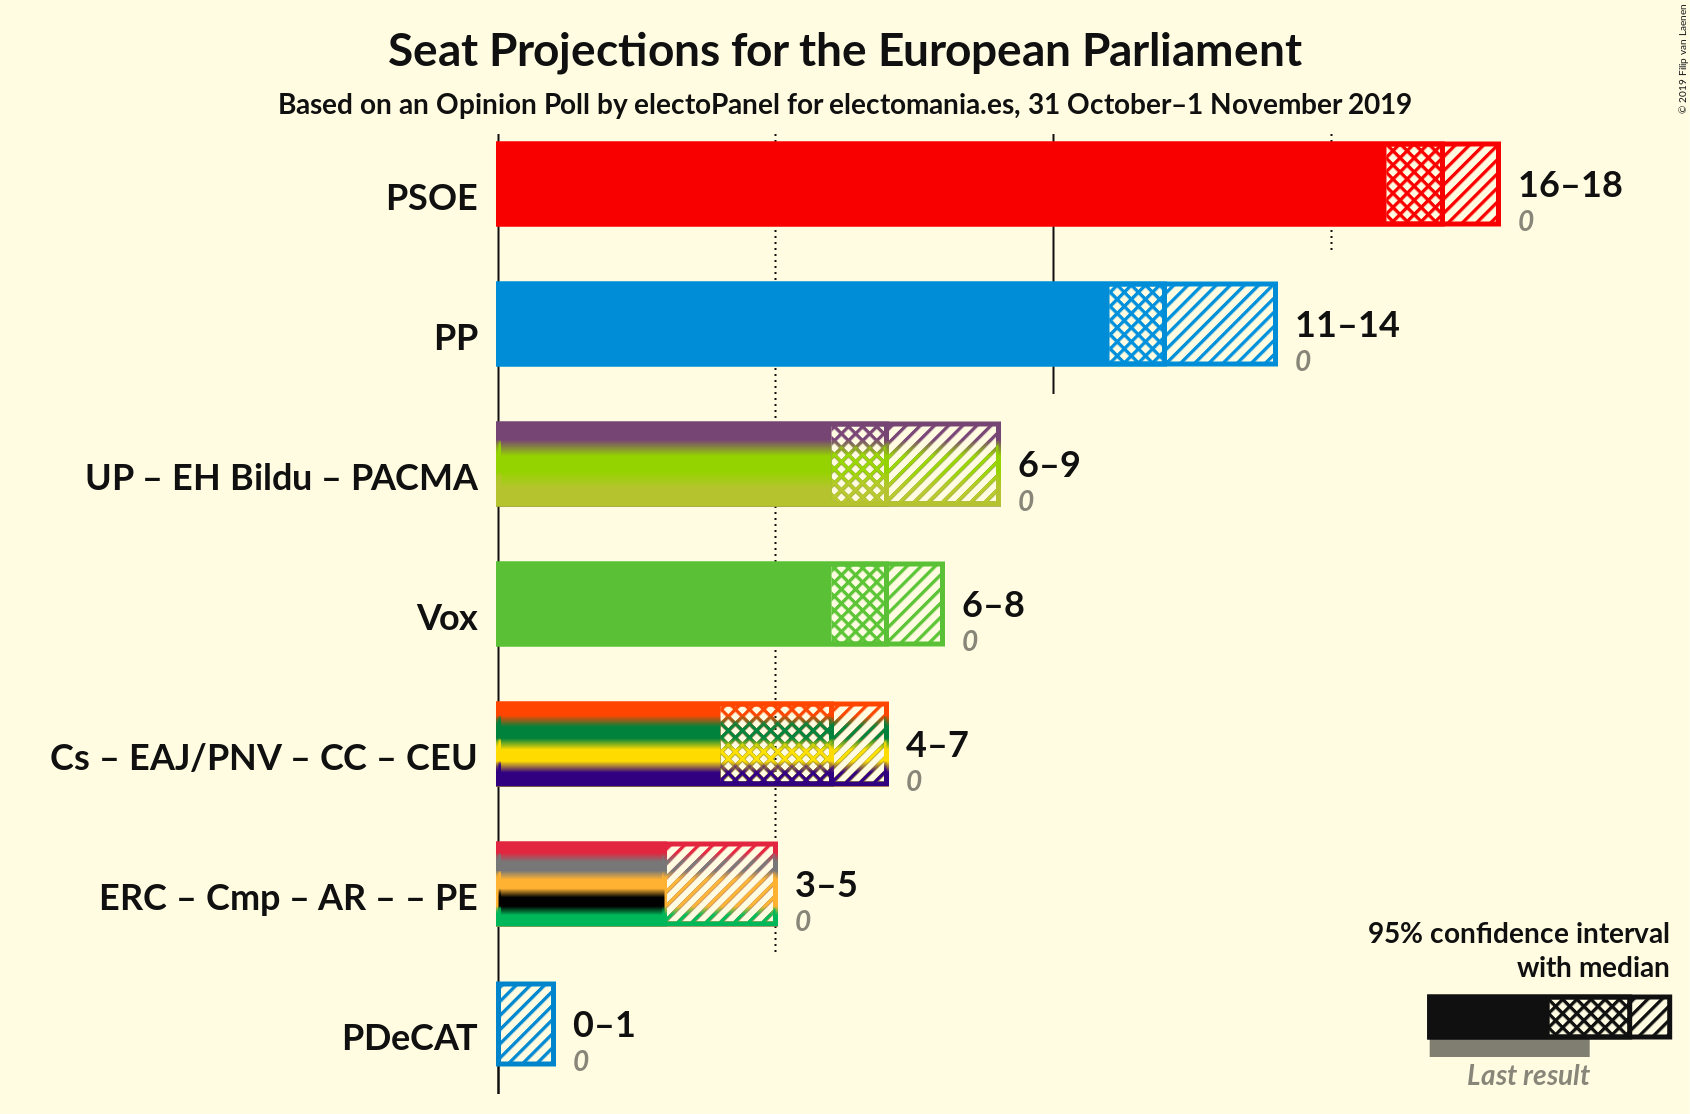 Seat Projections for the European Parliament
Based on an Opinion Poll by electoPanel for electomania.es, 31 October–1 November 2019
© 2019 Filip van Laenen
PSOE
16–18
0
PP
11–14
0
UP – EH Bildu – PACMA
6–9
0
Vox
6–8
0
Cs – EAJ/PNV – CC – CEU
4–7
0
ERC – Cmp – AR – – PE
3–5
0
PDeCAT
0–1
0
95% confidence interval
with median
Last result